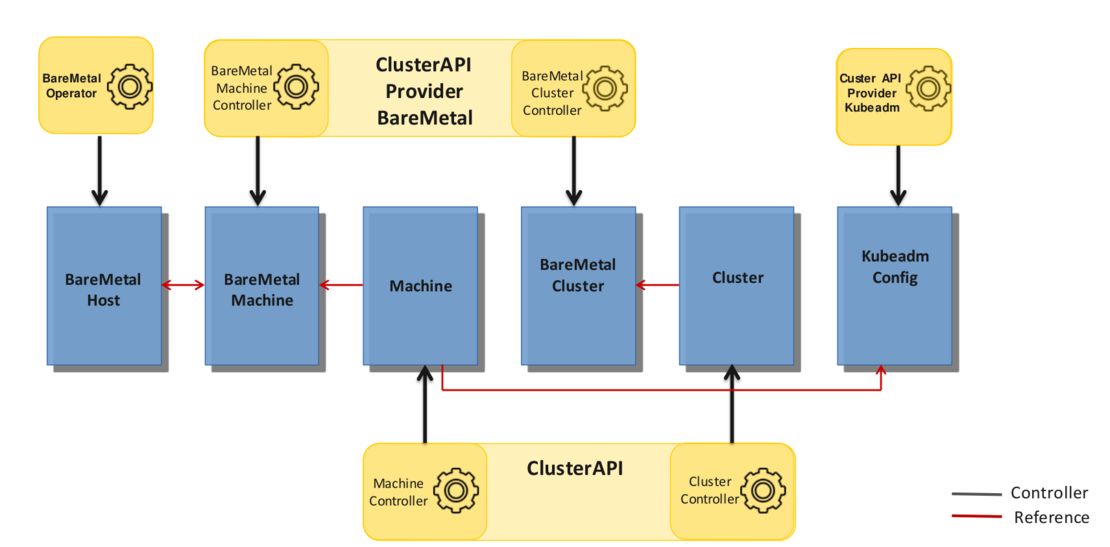 BareMetal
Operator
BareMetal
Machine
Controller
ClusterAPI
Provider
BareMetal
BareMetal
Cluster
Controller
Custer API
Provider
Kubeadm
BareMetal
Host
BareMetal
Machine
Machine
BareMetal
Cluster
Cluster
Kubeadm
Config
Machine
Controller
ClusterAPI
Cluster
Controller
Controller
Reference